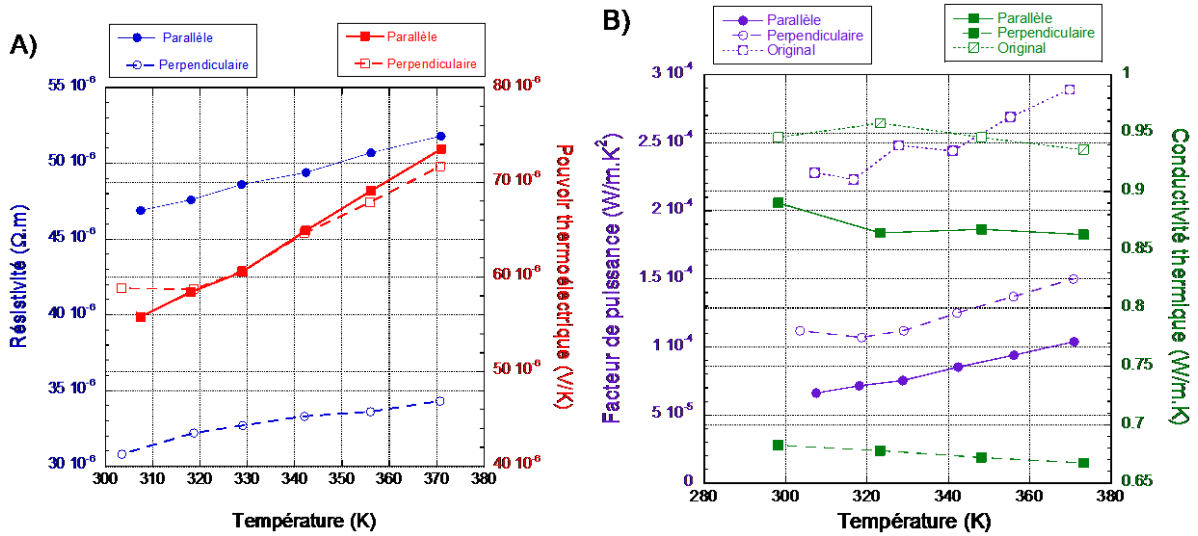 A)
Parallèle
Perpendiculaire
Parallèle
Perpendiculaire
Résistivité (Ω.m)
55 10⁻⁶
50 10⁻⁶
45 10⁻⁶
40 10⁻⁶
35 10⁻⁶
30 10⁻⁶
300 310 320 330 340 350 360 370 380
Température (K)
80 10⁻⁶
70 10⁻⁶
60 10⁻⁶
50 10⁻⁶
40 10⁻⁶
Pouvoir thermoélectrique (V/K)
B)
Parallèle
Perpendiculaire
Original
Parallèle
Perpendiculaire
Original
Facteur de puissance (W/m.K²)
3 10⁻⁴
2.5 10⁻⁴
2 10⁻⁴
1.5 10⁻⁴
1 10⁻⁴
5 10⁻⁵
0
280 300 320 340 360 380
Température (K)
1
0.95
0.9
0.85
0.8
0.75
0.7
0.65
Conductivité thermique (W/m.K)